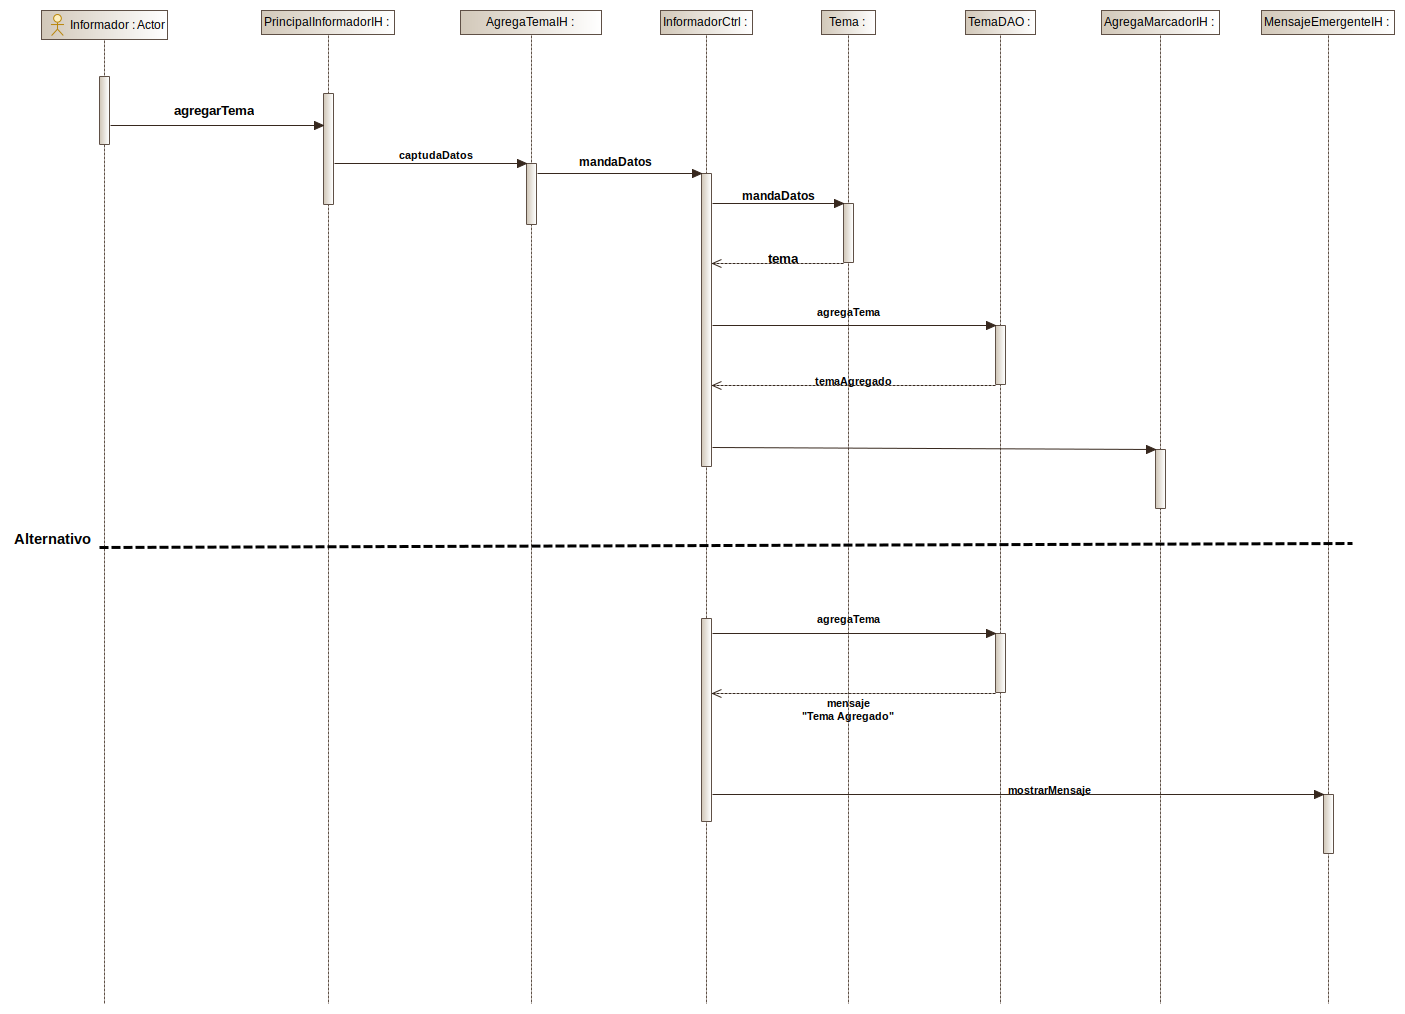 Informador : Actor
PrincipalInformadorIH :
AgregaTemaIH :
InformadorCtrl :
Tema :
TemaDAO :
AgregaMarcadorIH :
MensajeEmergenteIH :
agregarTema
captudaDatos
mandaDatos
mandaDatos
tema
agregaTema
temaAgregado
Alternativo
agregaTema
mensaje
"Tema Agregado"
mostrarMensaje